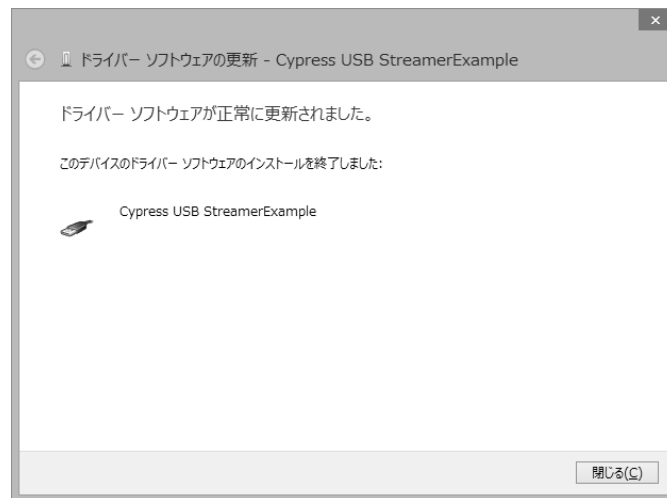 ドライバー ソフトウェアの更新 - Cypress USB StreamerExample
ドライバー ソフトウェアが正常に更新されました。
このデバイスのドライバー ソフトウェアのインストールを終了しました:
Cypress USB StreamerExample
閉じる(C)